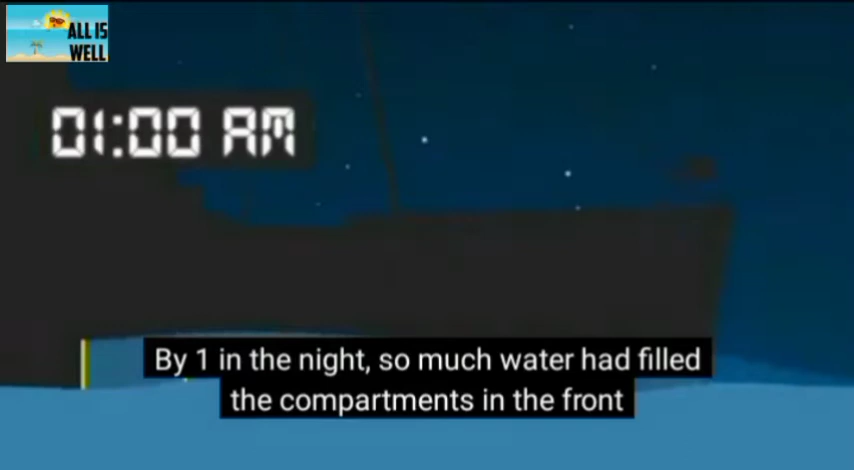 ALL IS
WELL
01:00 AM
By 1 in the night, so much water had filled
the compartments in the front